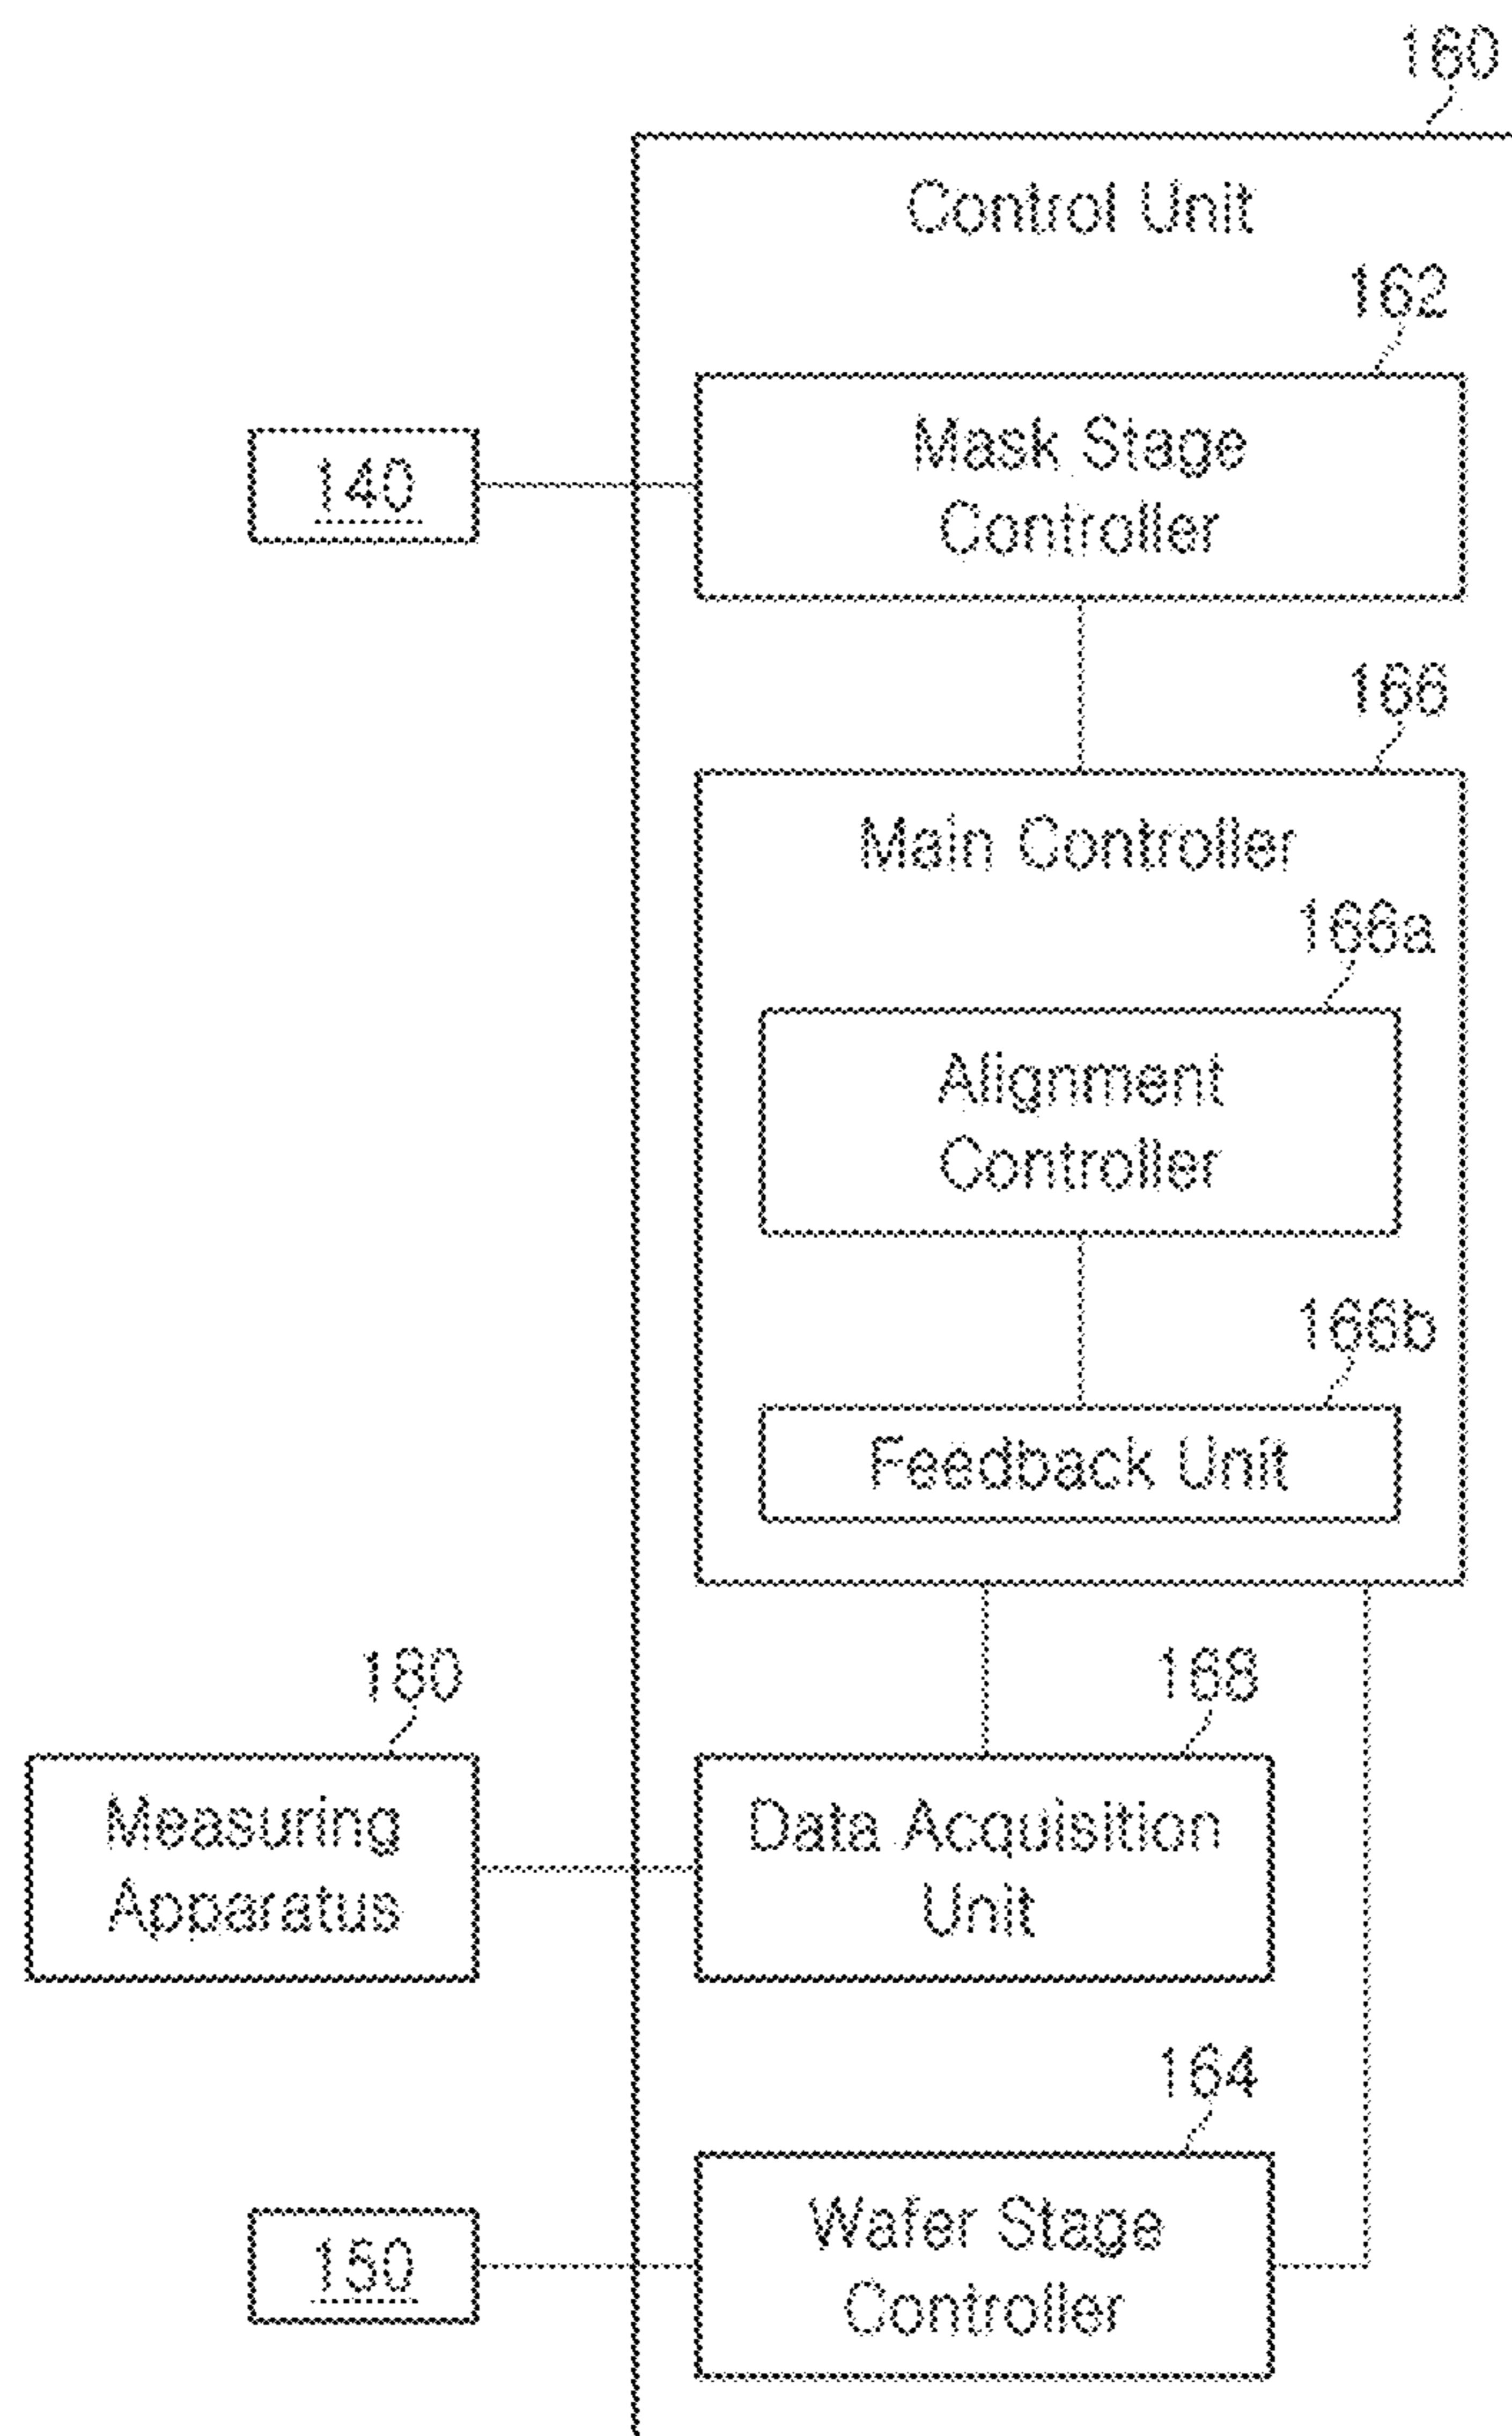 160
Control Unit
162
Mask Stage
Controller
140
166
Main Controller
166a
Alignment
Controller
166b
Feedback Unit
180
Measuring
Apparatus
168
Data Acquisition
Unit
164
Wafer Stage
Controller
150